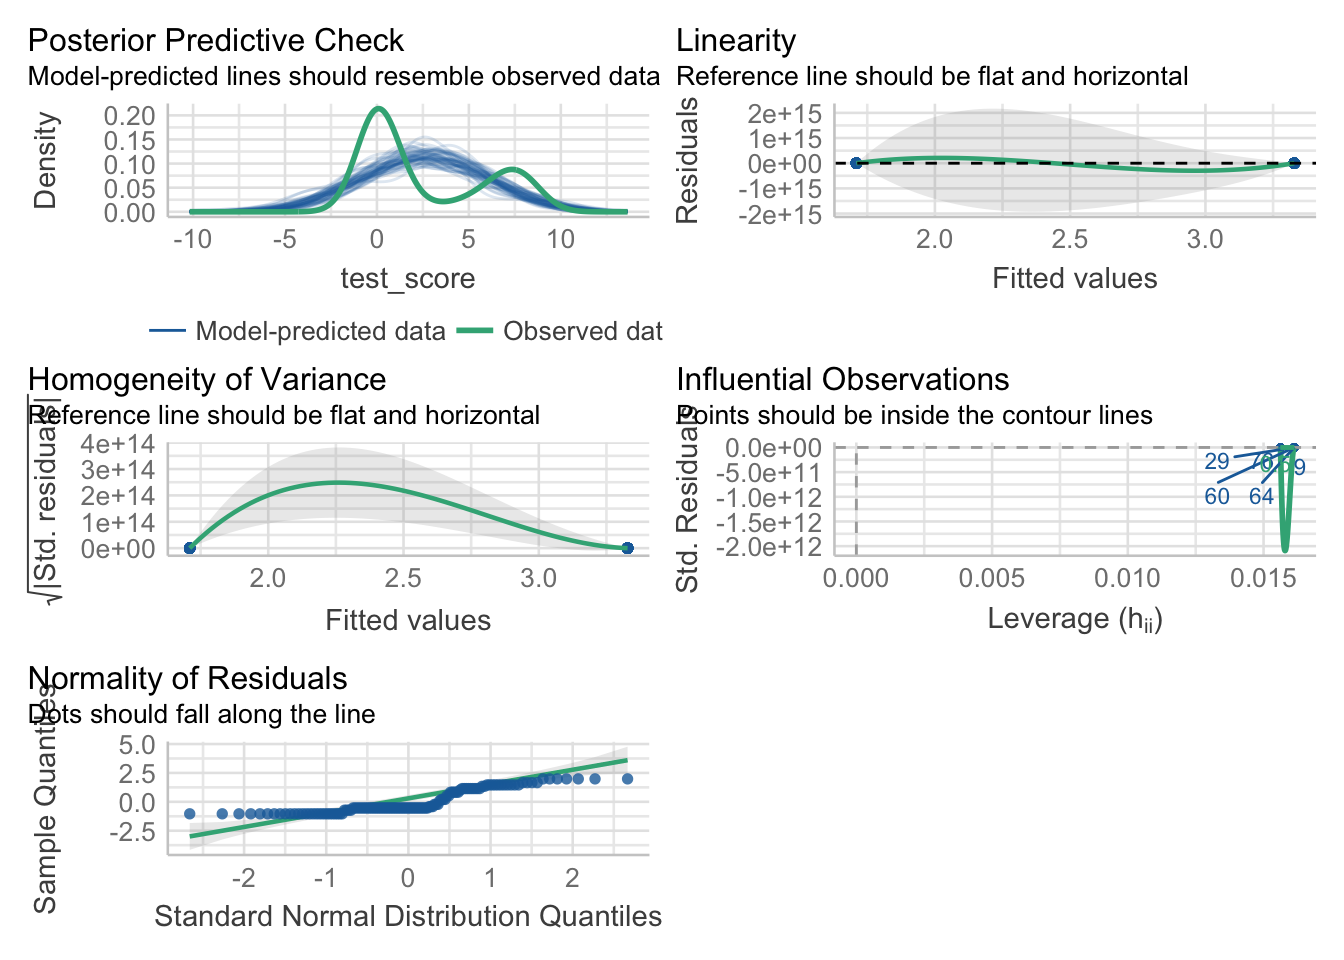 Posterior Predictive Check
Model-predicted lines should resemble observed data
Density
0.20
0.15
0.10
0.05
0.00
-10 -5 0 5 10
test_score
Model-predicted data Observed dat
Linearity
Reference line should be flat and horizontal
Residuals
2e+15
1e+15
0e+00
-1e+15
-2e+15
2.0 2.5 3.0
Fitted values
Homogeneity of Variance
Reference line should be flat and horizontal
√|Std. residuals|
4e+14
3e+14
2e+14
1e+14
0e+00
2.0 2.5 3.0
Fitted values
Influential Observations
Points should be inside the contour lines
Std. Residuals
0.0e+00
-5.0e+11
-1.0e+12
-1.5e+12
-2.0e+12
29
60 64
0.000 0.005 0.010 0.015
Leverage (hii)
Normality of Residuals
Dots should fall along the line
Sample Quantiles
5.0
2.5
0.0
-2.5
-2 -1 0 1 2
Standard Normal Distribution Quantiles